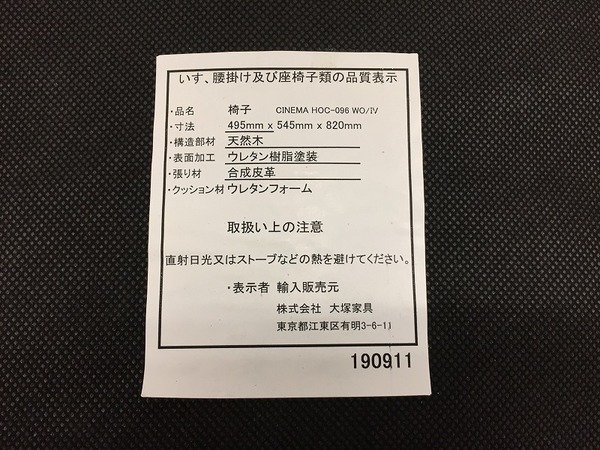 いす、腰掛け及び座椅子類の品質表示
・品名 椅子 CINEMA HOC-096 WO/IV
・寸法 495mm x 545mm x 820mm
・構造部材 天然木
・表面加工 ウレタン樹脂塗装
・張り材 合成皮革
・クッション材 ウレタンフォーム
取扱い上の注意
直射日光又はストーブなどの熱を避けてください。
・表示者 輸入販売元
株式会社 大塚家具
東京都江東区有明3-6-11
190911